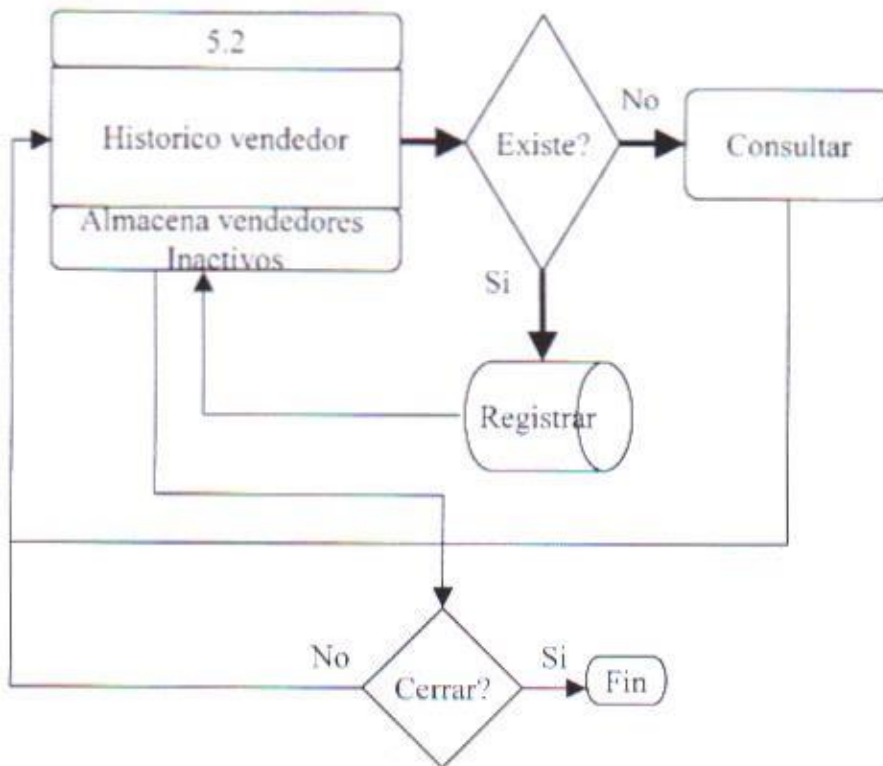 5.2
Historico vendedor
Almacena vendedores
Inactivos
Existe?
No
Consultar
Si
Registrar
No
Cerrar?
Si
Fin